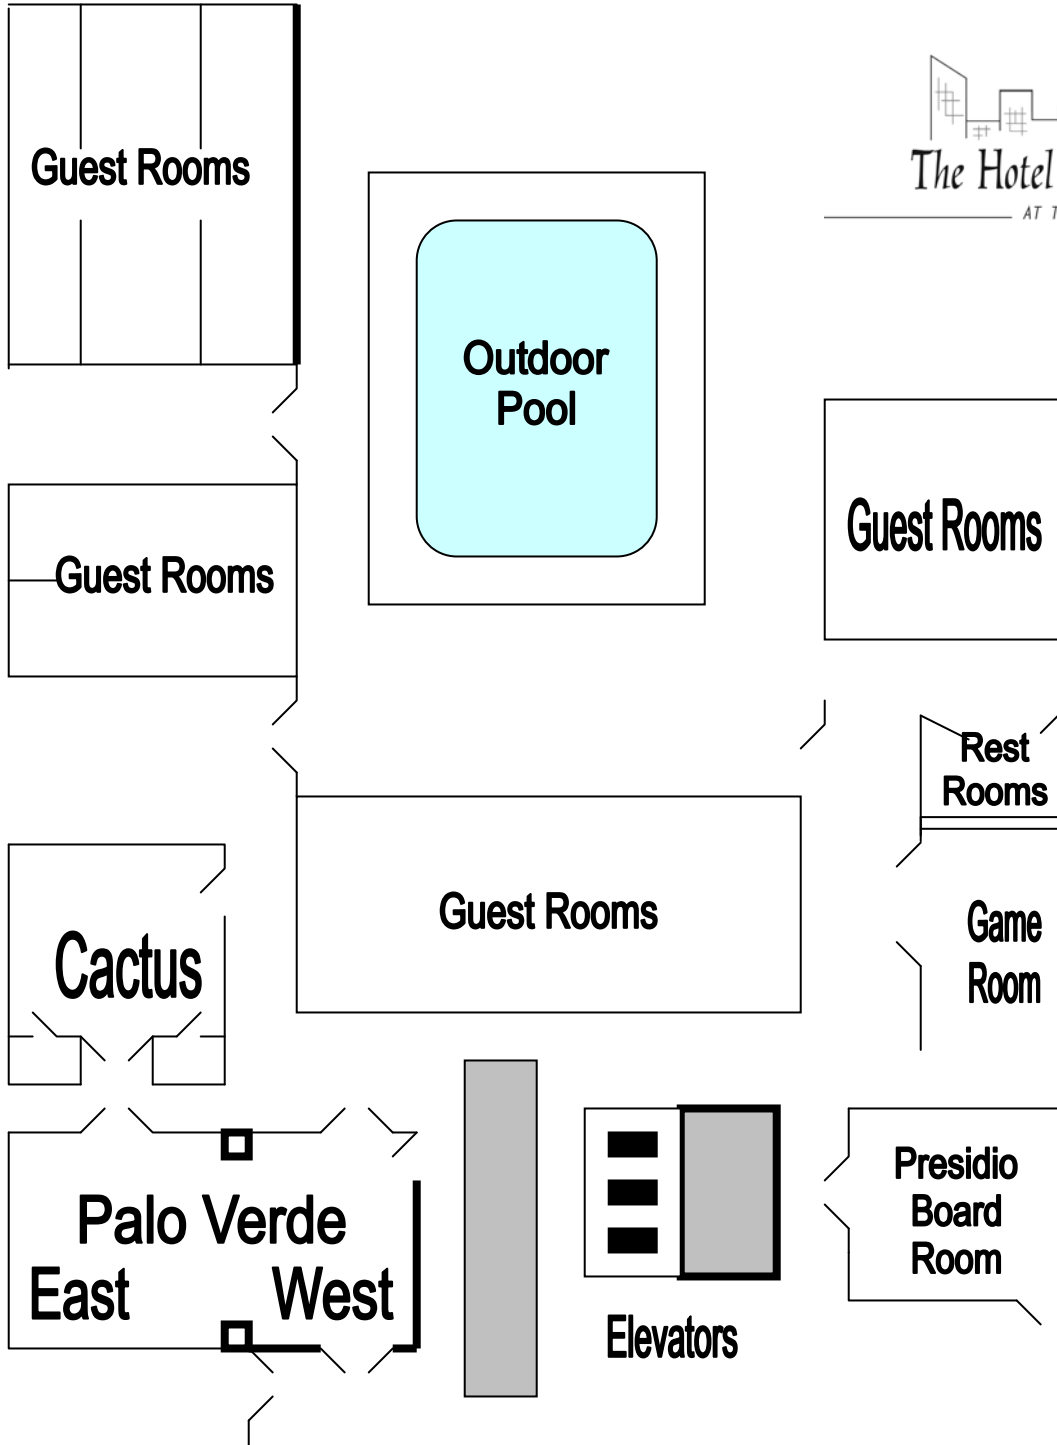 The Hotel
AT
Guest Rooms
Outdoor
Pool
Guest Rooms
Guest Rooms
Rest
Rooms
Guest Rooms
Game
Room
Cactus
Presidio
Board
Room
Palo Verde
East West
Elevators